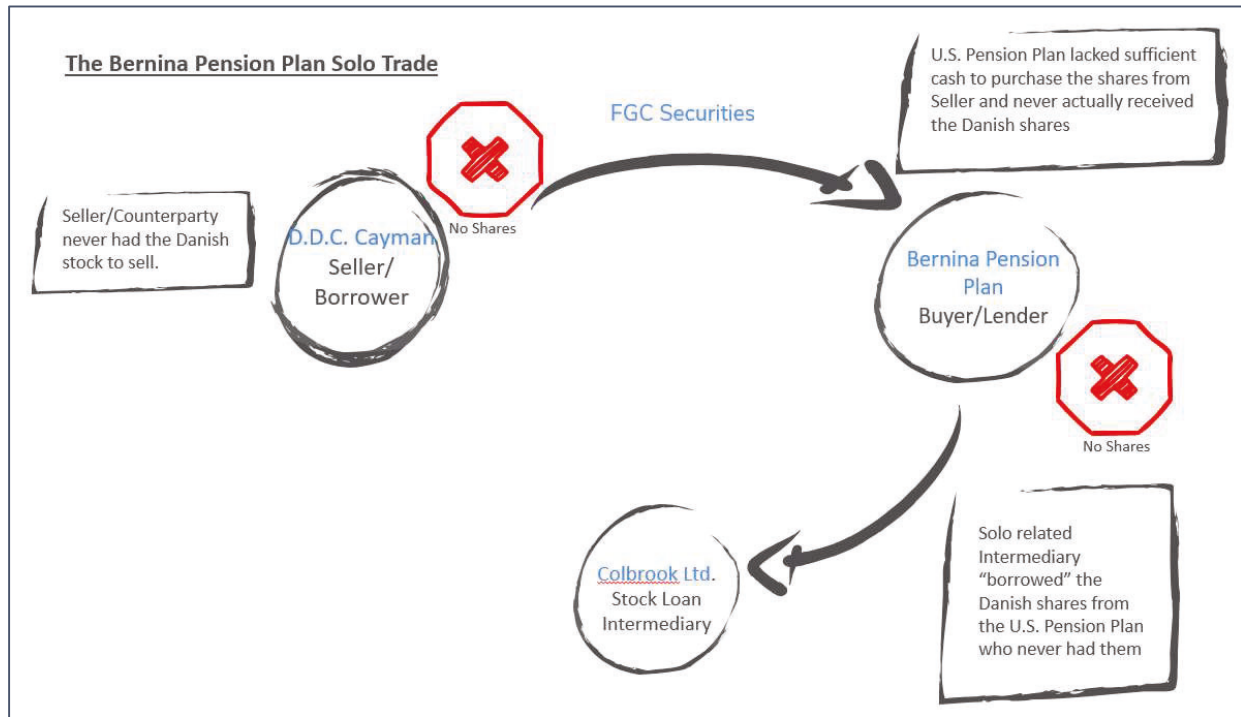 The Bernina Pension Plan Solo Trade
U.S. Pension Plan lacked sufficient
cash to purchase the shares from
Seller and never actually received
the Danish shares
FGC Securities
Seller/Counterparty
never had the Danish
stock to sell.
No Shares
D.D.C. Cayman
Seller/
Borrower
Bernina Pension
Plan
Buyer/Lender
No Shares
Colbrook Ltd.
Stock Loan
Intermediary
Solo related
Intermediary
“borrowed” the
Danish shares from
the U.S. Pension Plan
who never had them